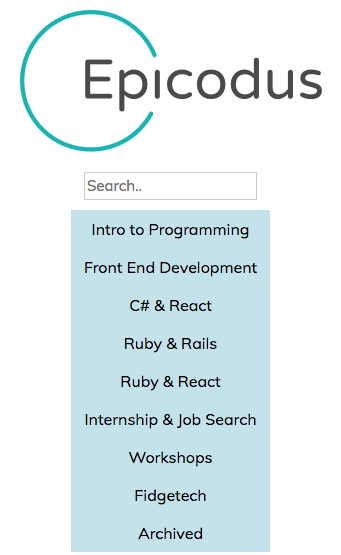 Epicodus
Search..
Intro to Programming
Front End Development
C# & React
Ruby & Rails
Ruby & React
Internship & Job Search
Workshops
Fidgetech
Archived